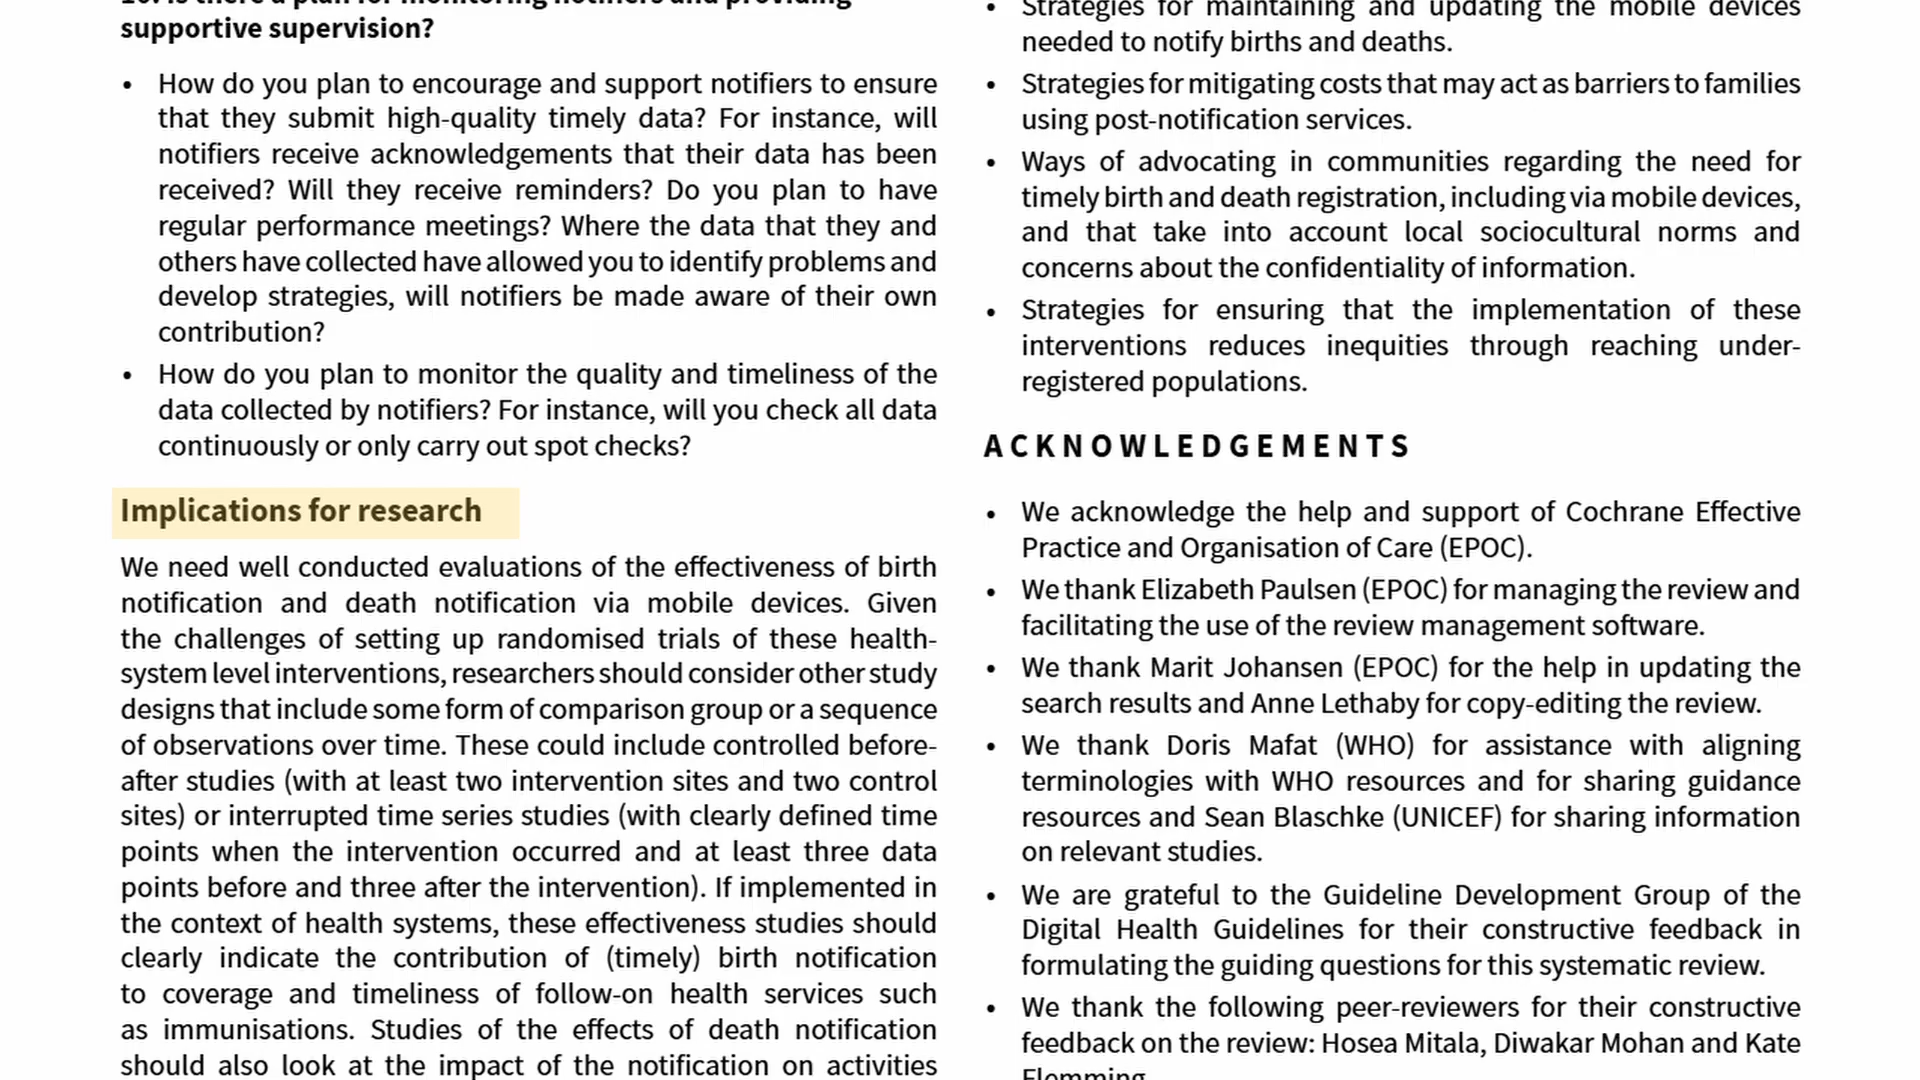 10. Is there a plan for monitoring notifiers and providing
supportive supervision?
• How do you plan to encourage and support notifiers to ensure
that they submit high-quality timely data? For instance, will
notifiers receive acknowledgements that their data has been
received? Will they receive reminders? Do you plan to have
regular performance meetings? Where the data that they and
others have collected have allowed you to identify problems and
develop strategies, will notifiers be made aware of their own
contribution?
• How do you plan to monitor the quality and timeliness of the
data collected by notifiers? For instance, will you check all data
continuously or only carry out spot checks?
Implications for research
We need well conducted evaluations of the effectiveness of birth
notification and death notification via mobile devices. Given
the challenges of setting up randomised trials of these health-
system level interventions, researchers should consider other study
designs that include some form of comparison group or a sequence
of observations over time. These could include controlled before-
after studies (with at least two intervention sites and two control
sites) or interrupted time series studies (with clearly defined time
points when the intervention occurred and at least three data
points before and three after the intervention). If implemented in
the context of health systems, these effectiveness studies should
clearly indicate the contribution of (timely) birth notification
to coverage and timeliness of follow-on health services such
as immunisations. Studies of the effects of death notification
should also look at the impact of the notification on activities
• Strategies for maintaining and updating the mobile devices
needed to notify births and deaths.
• Strategies for mitigating costs that may act as barriers to families
using post-notification services.
• Ways of advocating in communities regarding the need for
timely birth and death registration, including via mobile devices,
and that take into account local sociocultural norms and
concerns about the confidentiality of information.
• Strategies for ensuring that the implementation of these
interventions reduces inequities through reaching under-
registered populations.
ACKNOWLEDGEMENTS
• We acknowledge the help and support of Cochrane Effective
Practice and Organisation of Care (EPOC).
• We thank Elizabeth Paulsen (EPOC) for managing the review and
facilitating the use of the review management software.
• We thank Marit Johansen (EPOC) for the help in updating the
search results and Anne Lethaby for copy-editing the review.
• We thank Doris Mafat (WHO) for assistance with aligning
terminologies with WHO resources and for sharing guidance
resources and Sean Blaschke (UNICEF) for sharing information
on relevant studies.
• We are grateful to the Guideline Development Group of the
Digital Health Guidelines for their constructive feedback in
formulating the guiding questions for this systematic review.
• We thank the following peer-reviewers for their constructive
feedback on the review: Hosea Mitala, Diwakar Mohan and Kate
Flemming